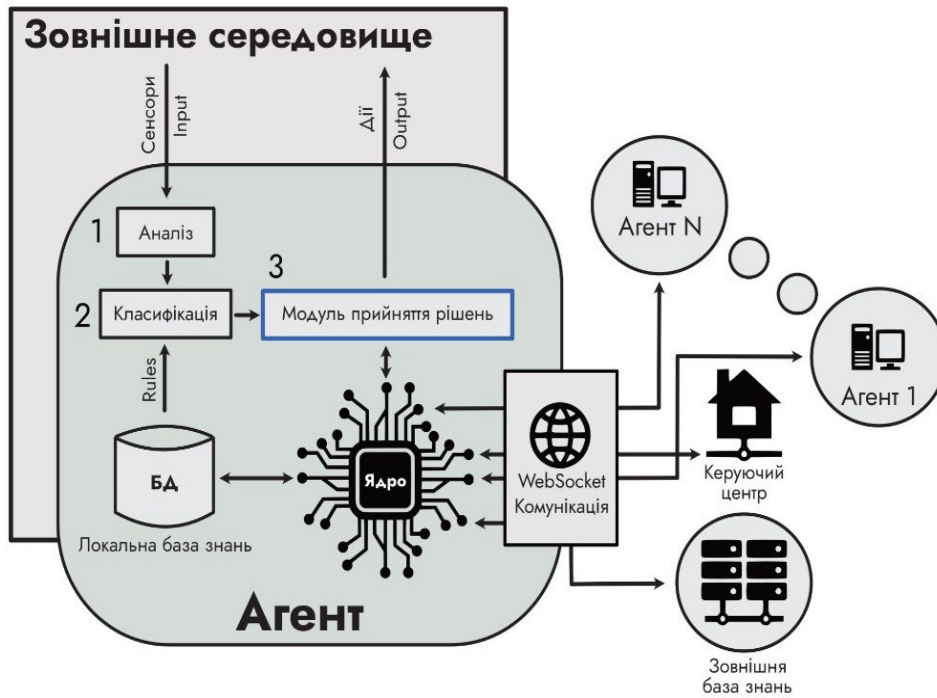 Зовнішне середовище
Сенсори
Input
Дії
Output
1
Аналіз
2
Класифікація
3
Модуль прийняття рішень
Rules
БД
Локальна база знань
Ядро
WebSocket
Комунікація
Агент N
Агент 1
Керуючий
центр
Зовнішня
база знань
Агент